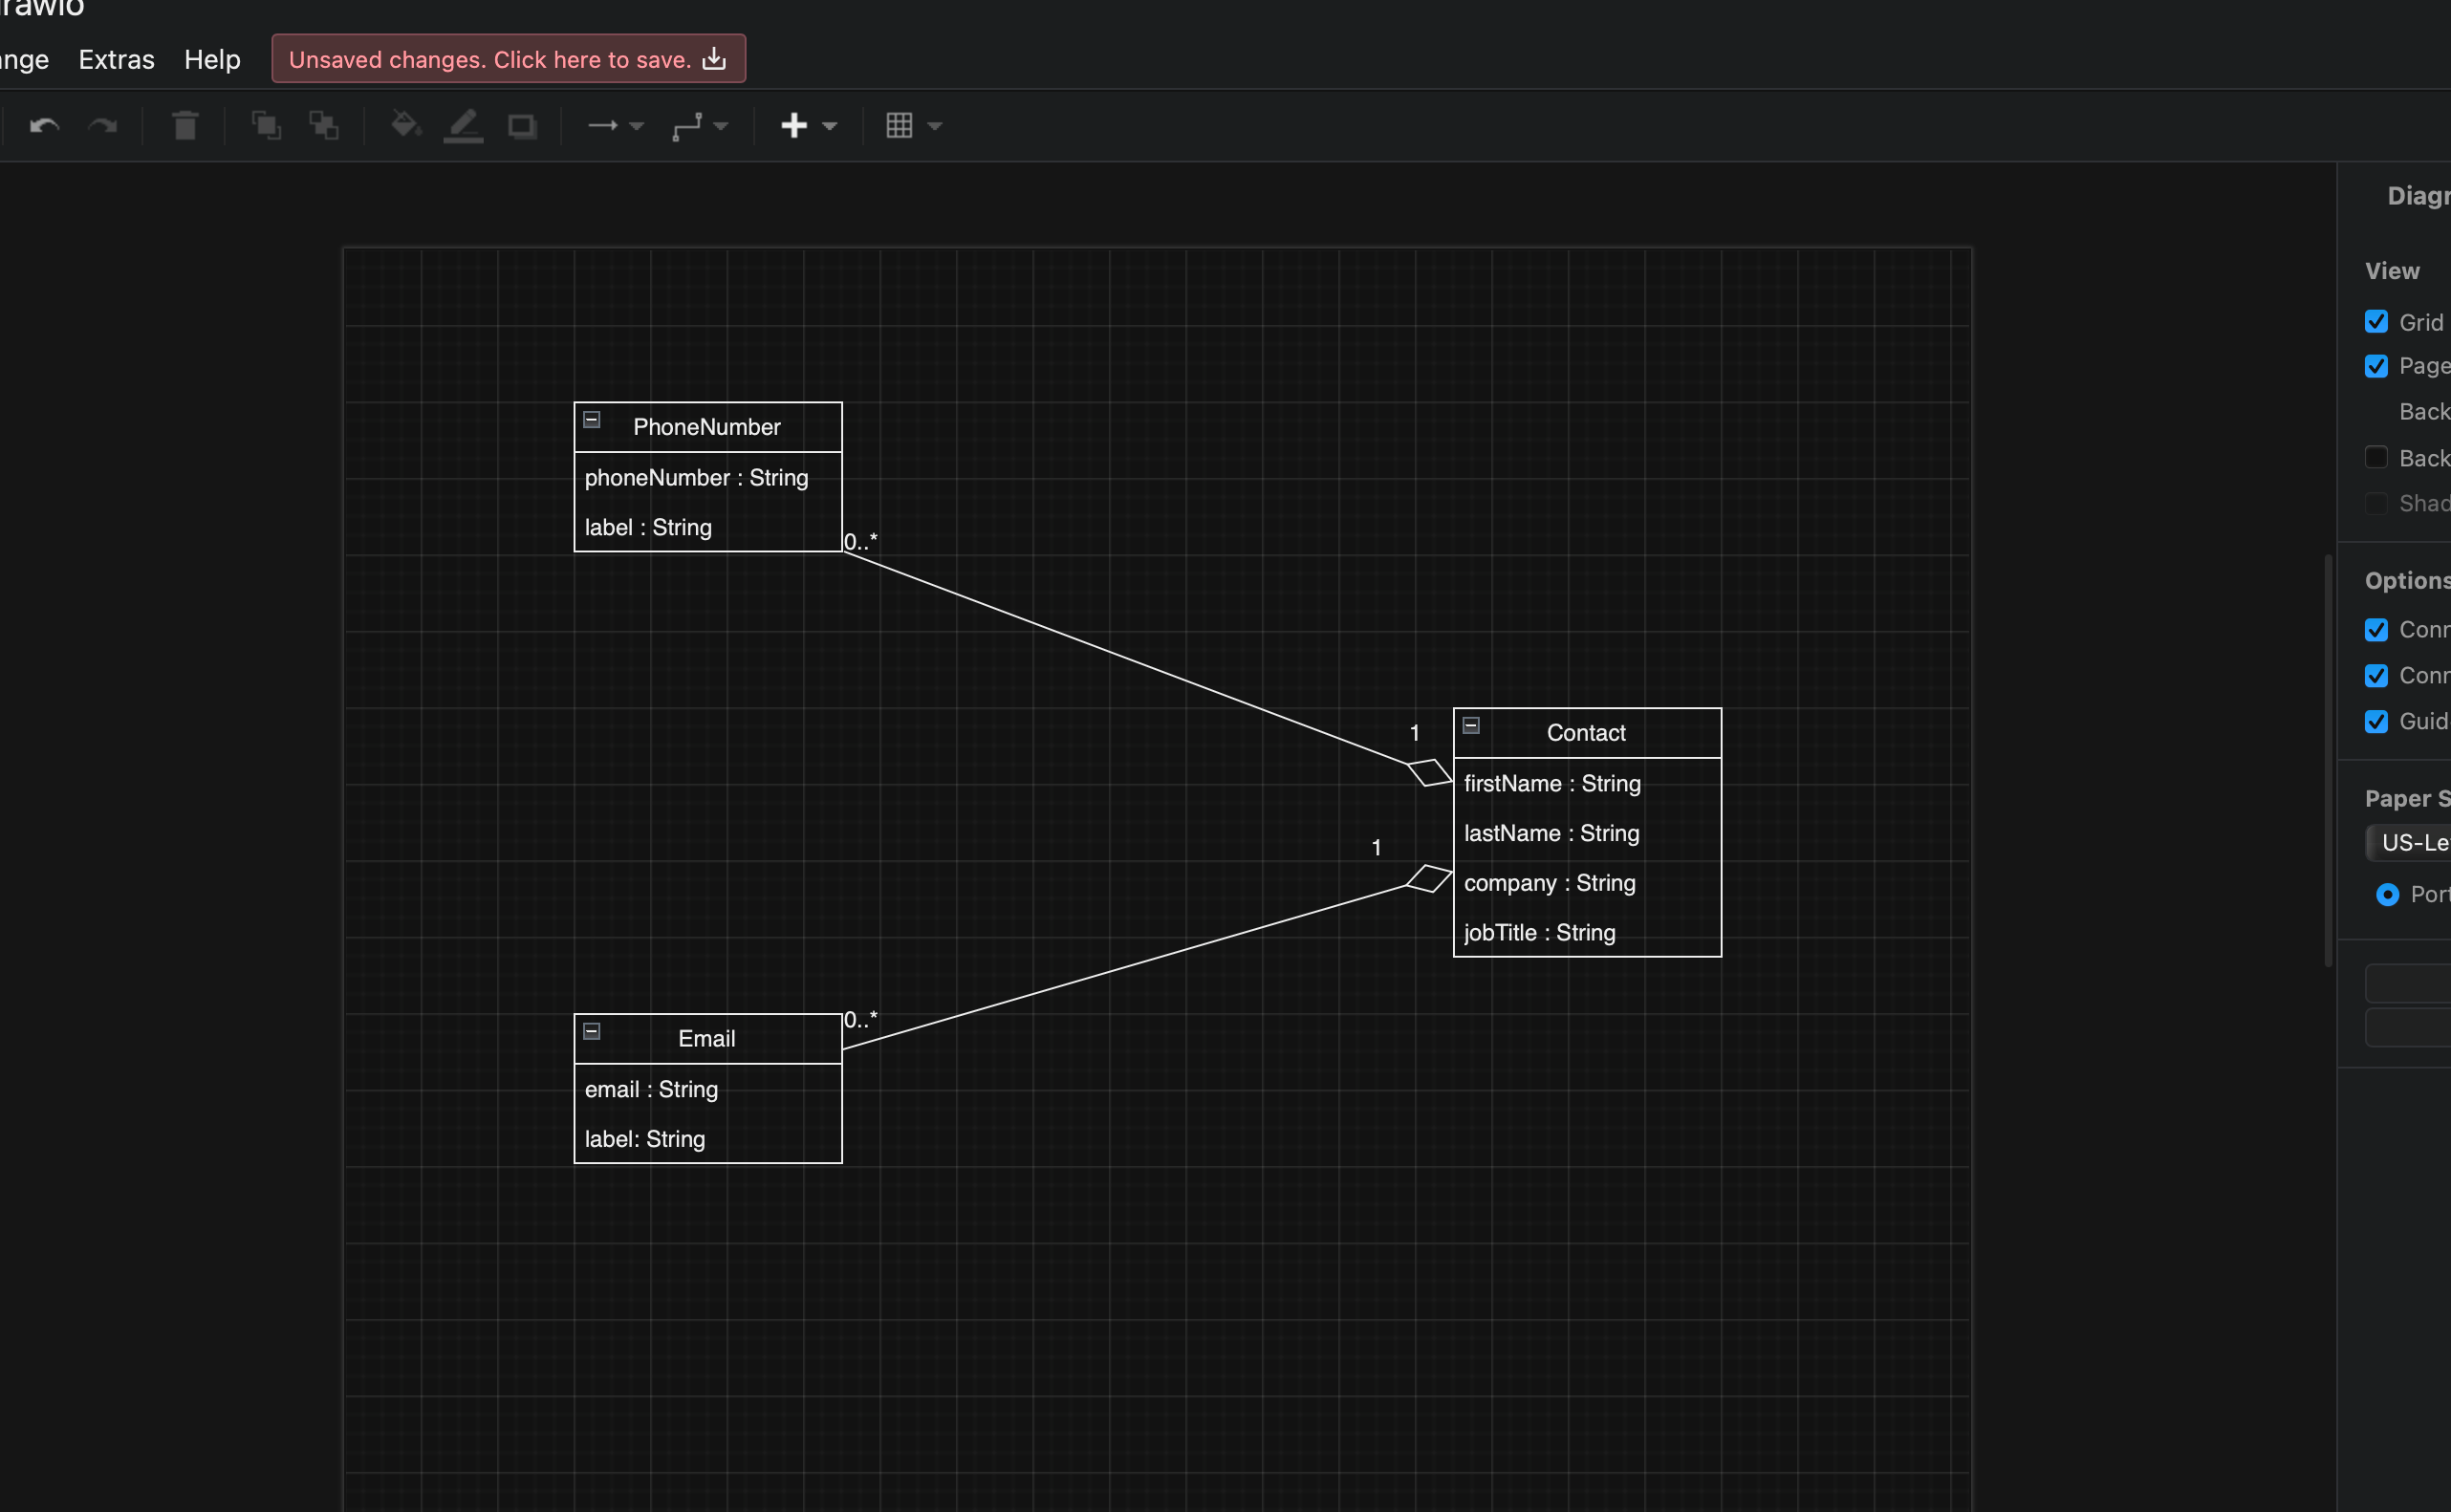 rawio
nge Extras Help Unsaved changes. Click here to save.
Diagr
View
Grid
Page
Back
Back
Shad
Options
Conn
Conn
Guid
Paper S
US-Le
Port
PhoneNumber
phoneNumber : String
label : String
0..*
1
Contact
firstName : String
lastName : String
company : String
jobTitle : String
1
0..*
Email
email : String
label: String